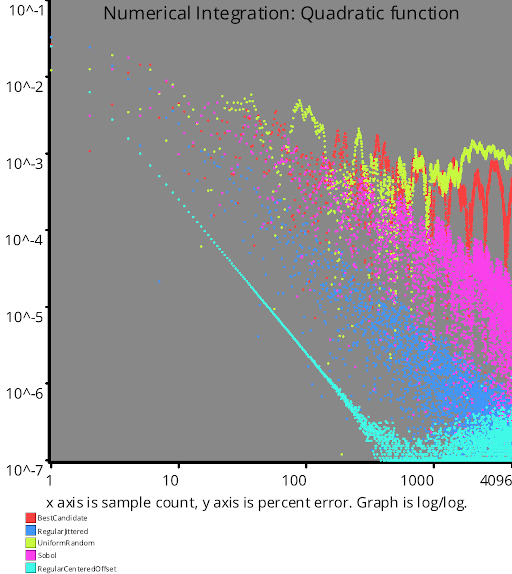 Numerical Integration: Quadratic function
10^-1
10^-2
10^-3
10^-4
10^-5
10^-6
10^-7
1
10
100
1000
4096
x axis is sample count, y axis is percent error. Graph is log/log.
BestCandidate
RegularJittered
UniformRandom
Sobol
RegularCenteredOffset